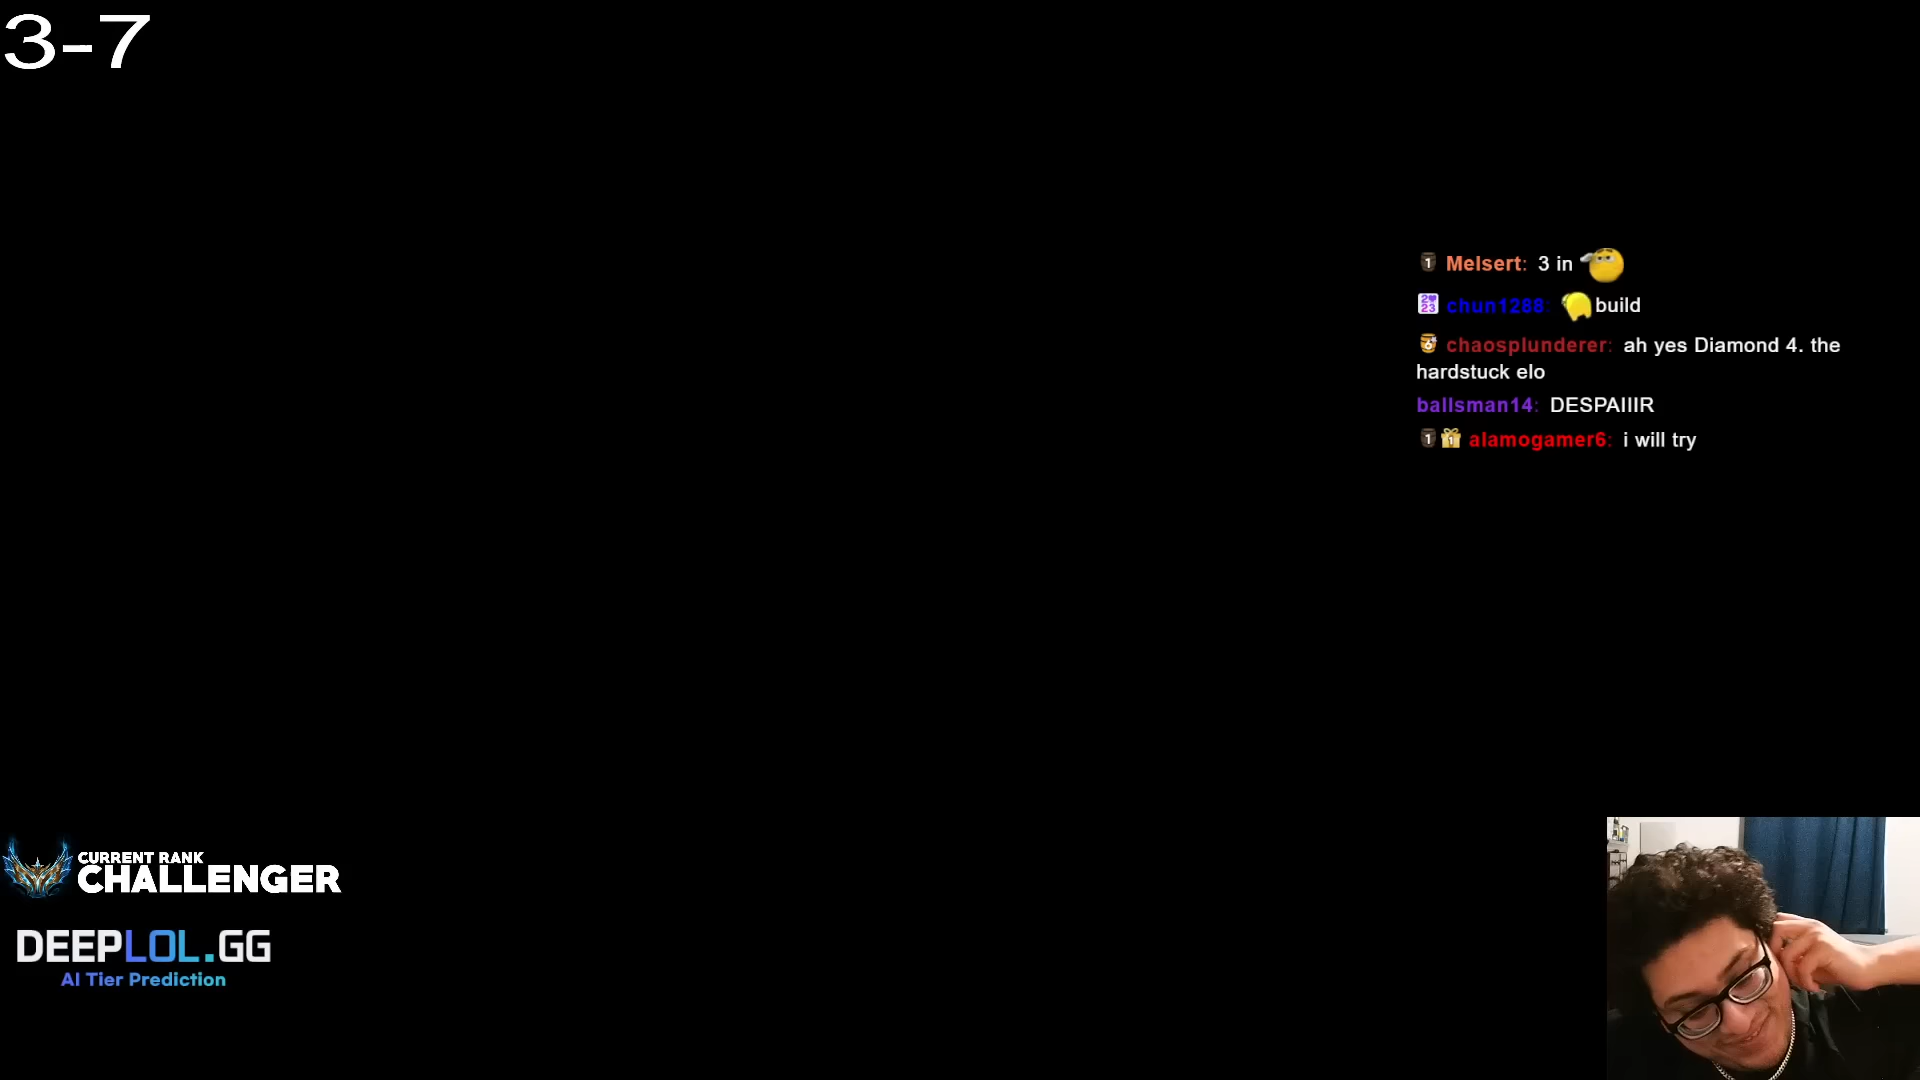 3-7
Melsert: 3 in
chun1288: build
chaosplunderer: ah yes Diamond 4. the
hardstuck elo
ballsman14: DESPAIIIR
alamogamer6: i will try
CURRENT RANK
CHALLENGER
DEEPLOL.GG
AI Tier Prediction